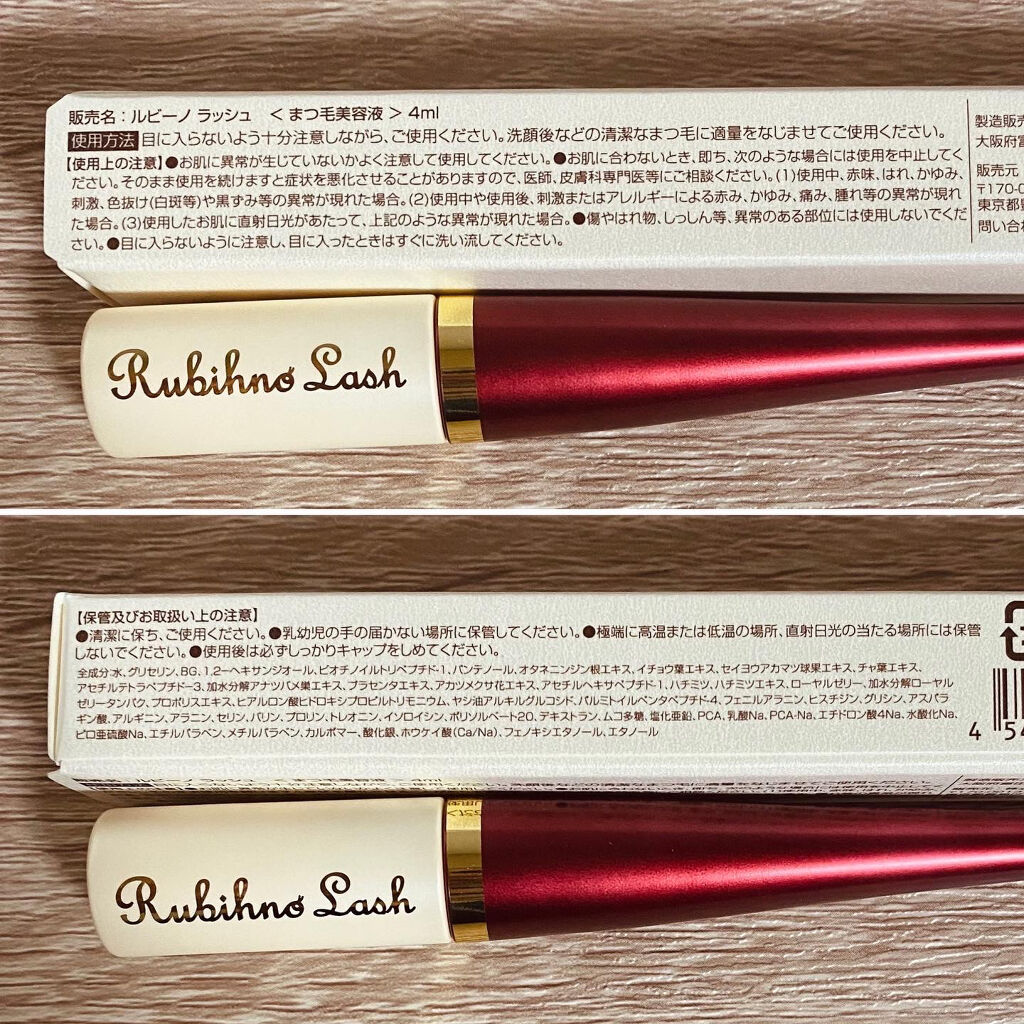 販売名：ルビーノ ラッシュ ＜まつ毛美容液＞4ml
使用方法 目に入らないよう十分注意しながら、ご使用ください。洗顔後などの清潔なまつ毛に適量をなじませてご使用ください。
【使用上の注意】●お肌に異常が生じていないかよく注意して使用してください。●お肌に合わないとき、即ち、次のような場合には使用を中止してく
ださい。そのまま使用を続けますと症状を悪化させることがありますので、医師、皮膚科専門医等にご相談ください。(1)使用中、赤味、はれ、かゆみ、
刺激、色抜け(白斑等)や黒ずみ等の異常が現れた場合。(2)使用中や使用後、刺激またはアレルギーによる赤み、かゆみ、痛み、腫れ等の異常が現れ
た場合。(3)使用したお肌に直射日光があたって、上記のような異常が現れた場合。●傷やはれ物、しっしん等、異常のある部位には使用しないでくだ
さい。●目に入らないように注意し、目に入ったときはすぐに洗い流してください。
製造販売
大阪府富
販売元
〒170-0
東京都
問い合わ
Rubihno Lash
【保管及びお取扱い上の注意】
●清潔に保ち、ご使用ください。●乳幼児の手の届かない場所に保管してください。●極端に高温または低温の場所、直射日光の当たる場所には保管
しないでください。●使用後は必ずしっかりキャップをしめてください。
全成分:水、グリセリン、BG、1,2-ヘキサンジオール、ビオチノイルトリペプチド-1、パンテノール、オタネニンジン根エキス、イチョウ葉エキス、セイヨウアカマツ球果エキス、チャ葉エキス、
アセチルテトラペプチド-3、加水分解アナツバメ巣エキス、プラセンタエキス、アカツメクサ花エキス、アセチルヘキサペプチド-1、ハチミツ、ハチミツエキス、ローヤルゼリー、加水分解ローヤル
ゼリータンパク、プロポリスエキス、ヒアルロン酸ヒドロキシプロピルトリモニウム、ヤシ油アルキルグルコシド、パルミトイルペンタペプチド-4、フェニルアラニン、ヒスチジン、グリシン、アスパラ
ギン酸、アルギニン、アラニン、セリン、バリン、プロリン、トレオニン、イソロイシン、ポリソルベート20、デキストラン、ムコ多糖、塩化亜鉛、PCA、乳酸Na、PCA-Na、エチドロン酸4Na、水酸化Na、
ピロ亜硫酸Na、エチルパラベン、メチルパラベン、カルボマー、酸化銀、ホウケイ酸(Ca/Na)、フェノキシエタノール、エタノール
4 54
ルビーノ ラッシュ まつ毛美容液 4ml
Rubihno Lash